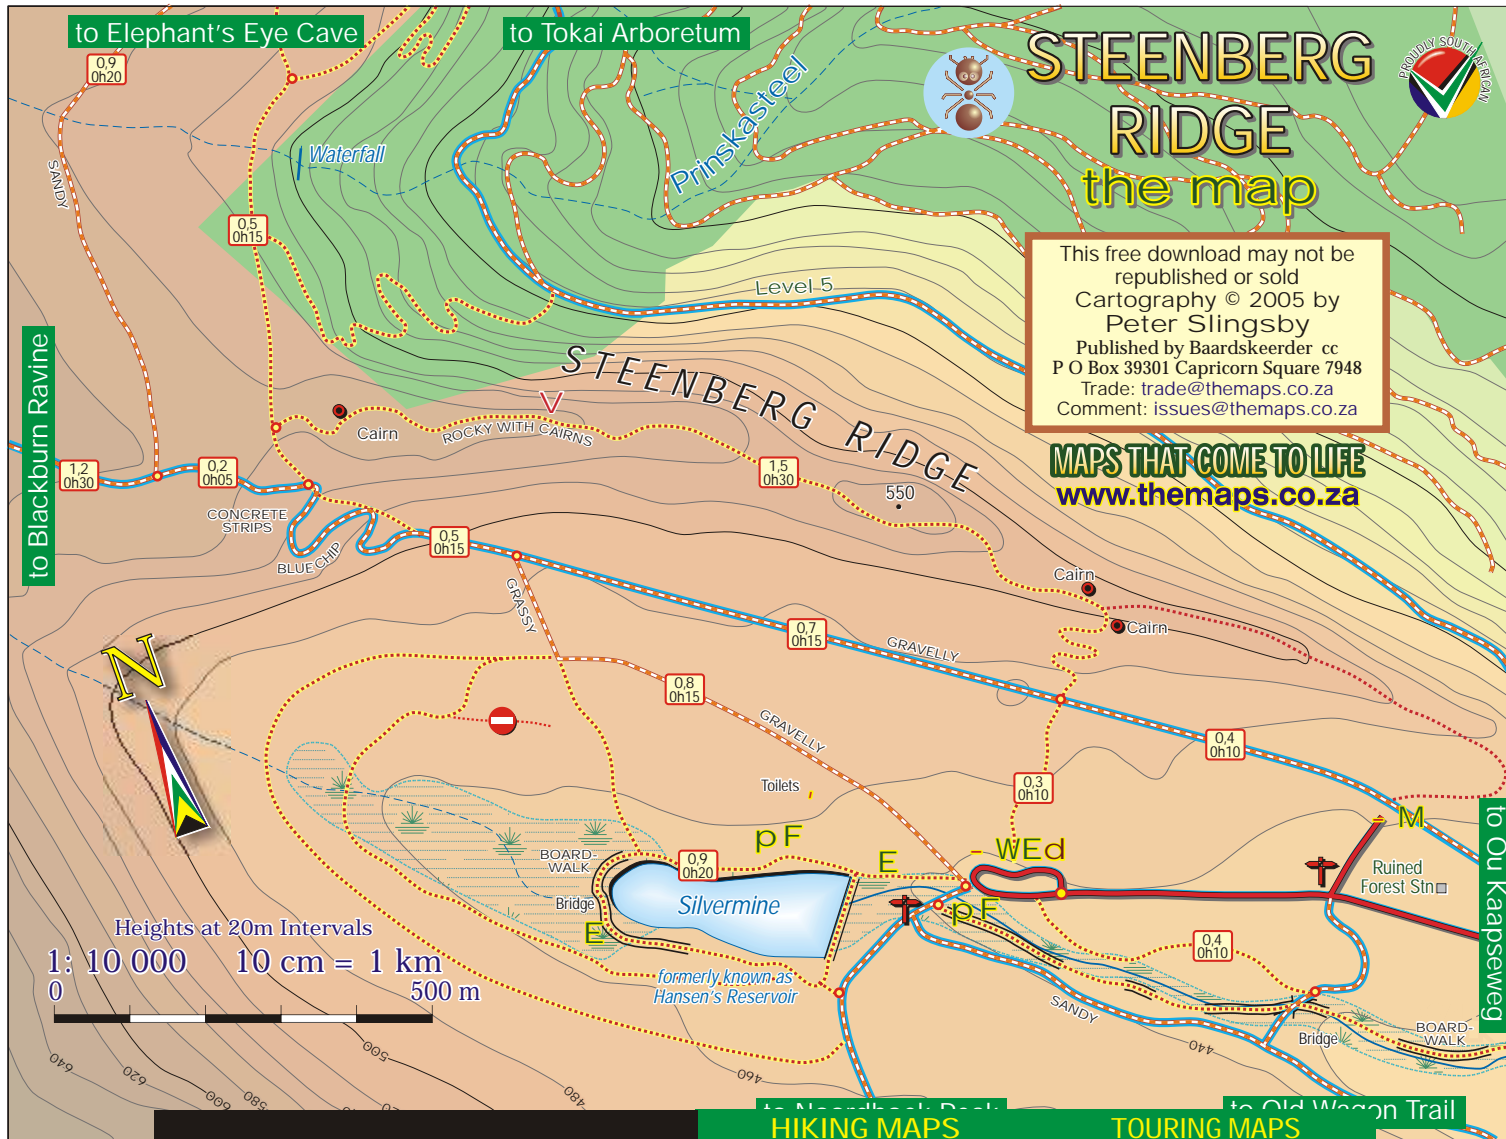 to Elephant's Eye Cave
to Tokai Arboretum
STEENBERG
RIDGE
the map
PROUDLY SOUTH AFRICAN
0,9
0h20
SANDY
Waterfall
Prinskasteel
0,5
0h15
This free download may not be
republished or sold
Cartography © 2005 by
Peter Slingsby
Published by Baardskeerder cc
P O Box 39301 Capricorn Square 7948
Trade: trade@themaps.co.za
Comment: issues@themaps.co.za
MAPS THAT COME TO LIFE
www.themaps.co.za
Level 5
STEENBERG RIDGE
to Blackburn Ravine
V
Cairn
ROCKY WITH CAIRNS
1,2
0h30
0,2
0h05
1,5
0h30
550
CONCRETE
STRIPS
BLUE CHIP
0,5
0h15
GRASSY
Cairn
Cairn
0,7
0h15
GRAVELLY
N
0,8
0h15
GRAVELLY
0,4
0h10
0,3
0h10
Toilets
M
to Ou Kaapseweg
p F
E
WEd
BOARD-
WALK
0,9
0h20
Ruined
Forest Stn
Bridge
Silvermine
E
p F
Heights at 20m Intervals
1: 10 000 10 cm = 1 km
0 500 m
formerly known as
Hansen's Reservoir
0,4
0h10
SANDY
Bridge
BOARD-
WALK
440
460
480
500
580
600
620
640
to Noordhoek Peak
to Old Wagon Trail
HIKING MAPS
TOURING MAPS